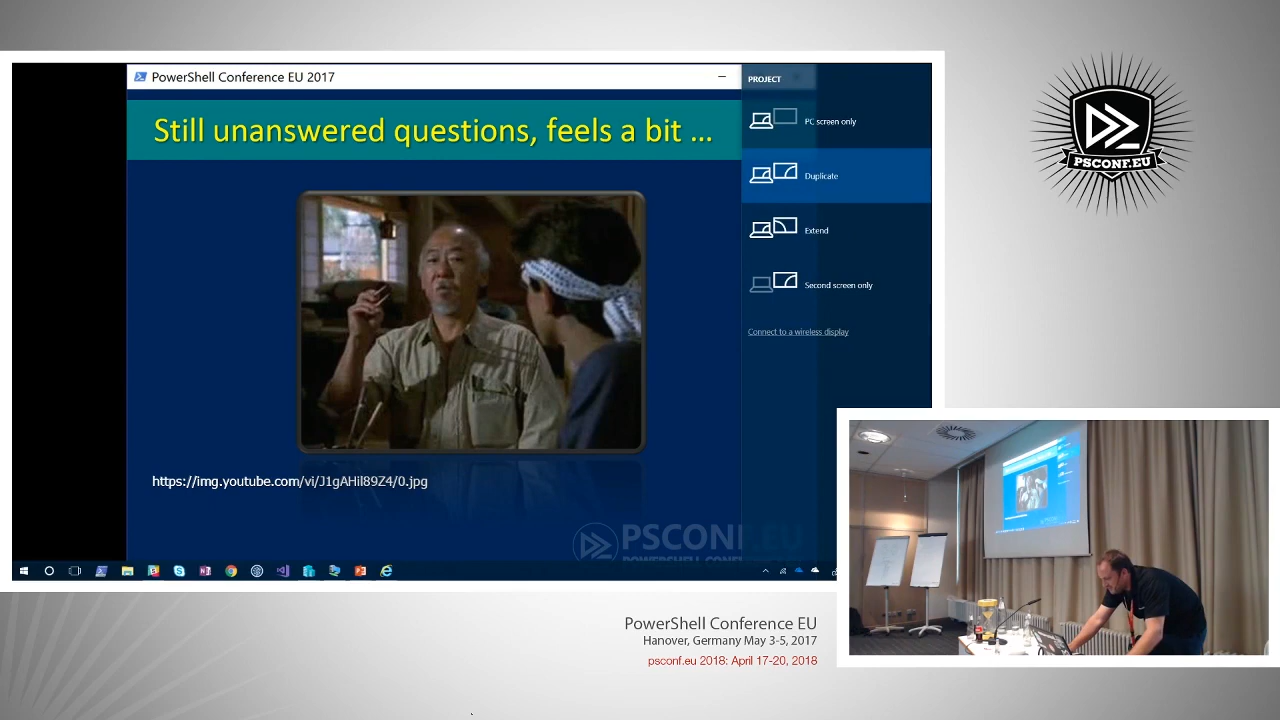 PowerShell Conference EU 2017
Still unanswered questions, feels a bit ...
https://img.youtube.com/vi/J1gAHil89Z4/0.jpg
PSCONF.EU
PROJECT
PC screen only
Duplicate
Extend
Second screen only
Connect to a wireless display
PSCONF.EU
PowerShell Conference EU
Hanover, Germany May 3-5, 2017
psconf.eu 2018: April 17-20, 2018